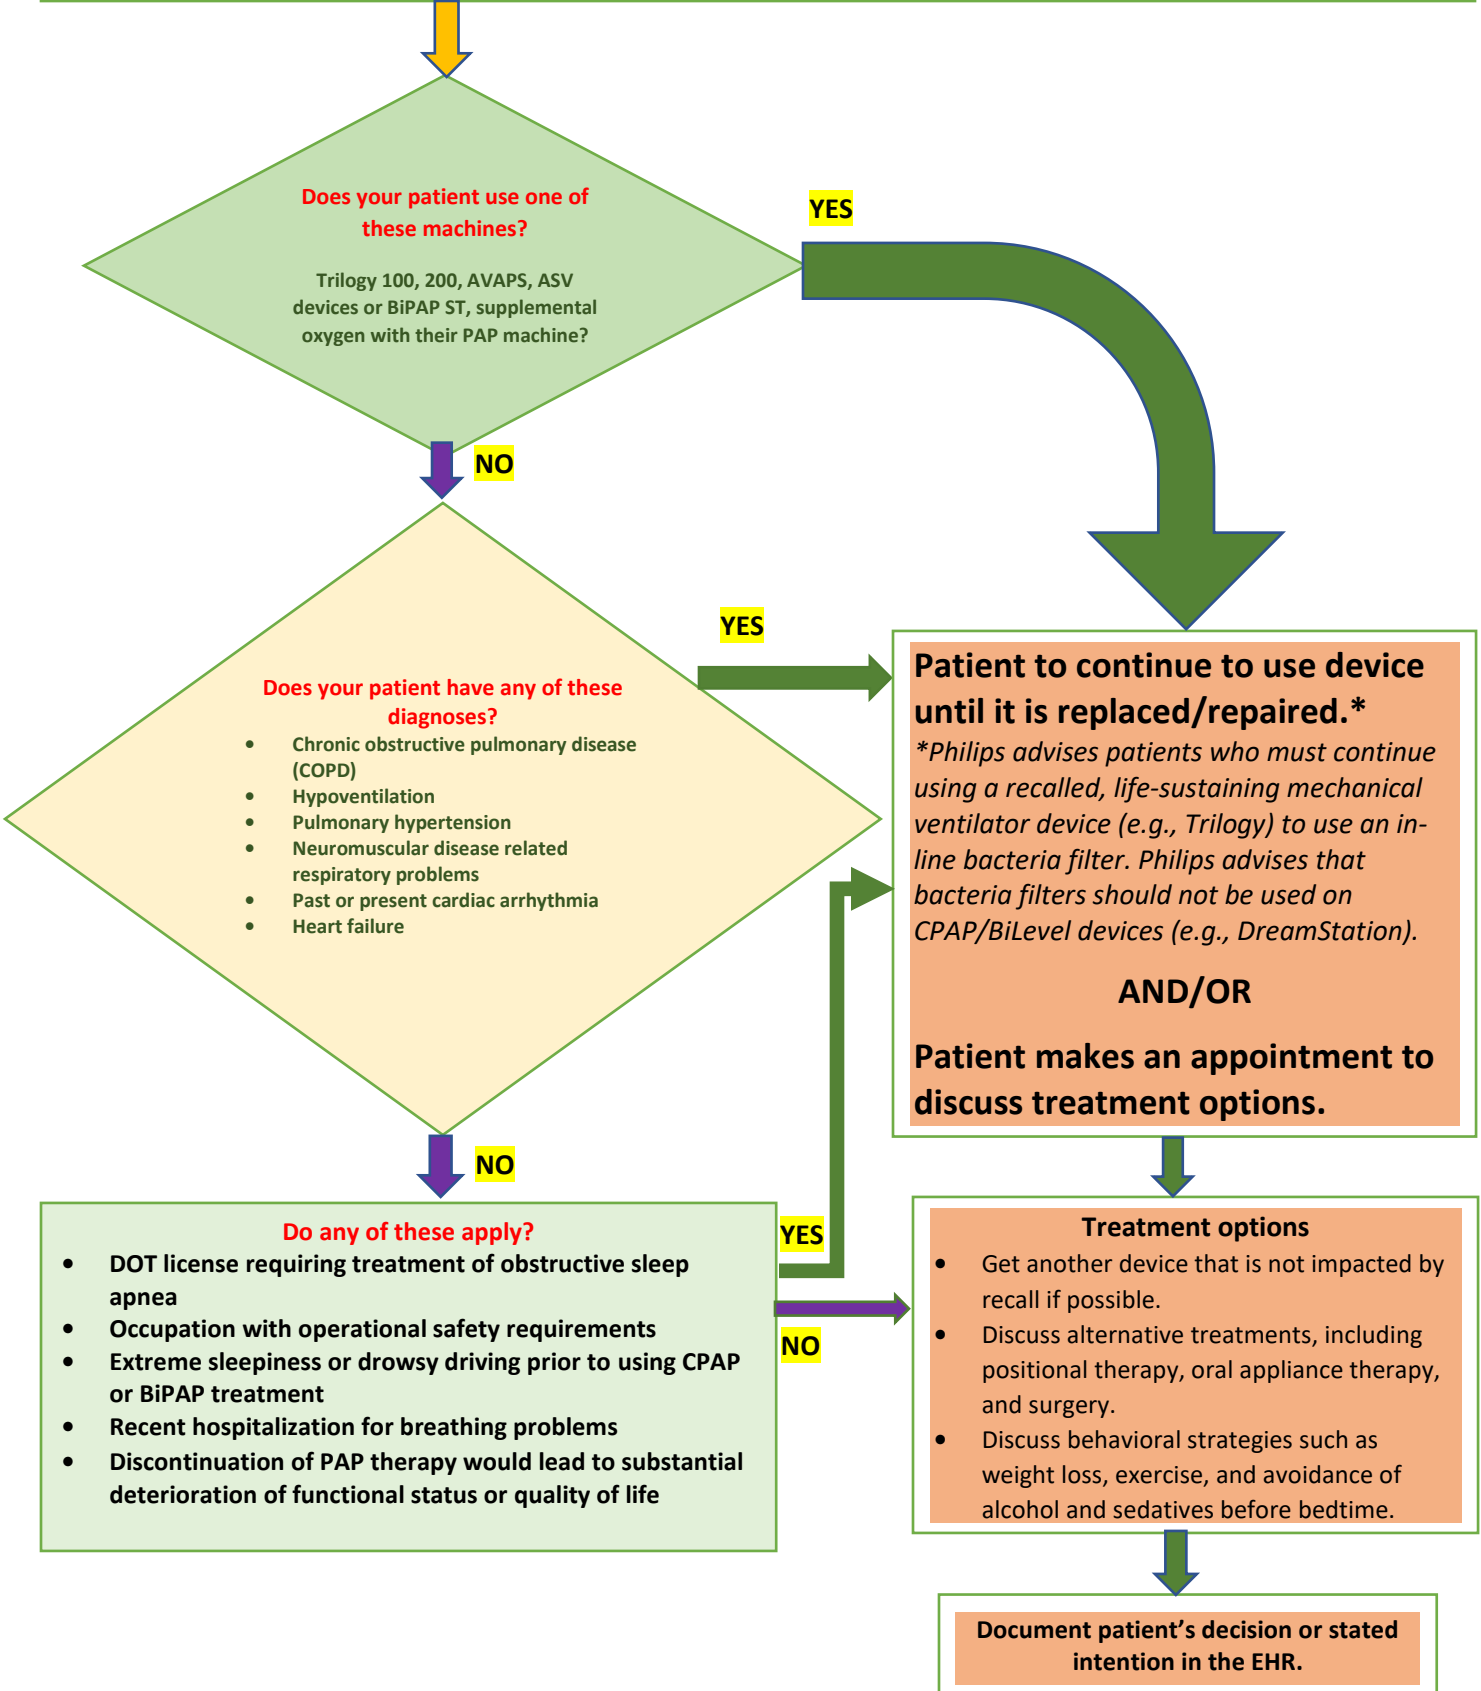 Does your patient use one of
these machines?
Trilogy 100, 200, AVAPS, ASV
devices or BiPAP ST, supplemental
oxygen with their PAP machine?
YES
NO
Does your patient have any of these
diagnoses?
• Chronic obstructive pulmonary disease
(COPD)
• Hypoventilation
• Pulmonary hypertension
• Neuromuscular disease related
respiratory problems
• Past or present cardiac arrhythmia
• Heart failure
YES
Patient to continue to use device
until it is replaced/repaired.*
*Philips advises patients who must continue
using a recalled, life-sustaining mechanical
ventilator device (e.g., Trilogy) to use an in-
line bacteria filter. Philips advises that
bacteria filters should not be used on
CPAP/BiLevel devices (e.g., DreamStation).
AND/OR
Patient makes an appointment to
discuss treatment options.
NO
Do any of these apply?
• DOT license requiring treatment of obstructive sleep
apnea
• Occupation with operational safety requirements
• Extreme sleepiness or drowsy driving prior to using CPAP
or BiPAP treatment
• Recent hospitalization for breathing problems
• Discontinuation of PAP therapy would lead to substantial
deterioration of functional status or quality of life
YES
NO
Treatment options
• Get another device that is not impacted by
recall if possible.
• Discuss alternative treatments, including
positional therapy, oral appliance therapy,
and surgery.
• Discuss behavioral strategies such as
weight loss, exercise, and avoidance of
alcohol and sedatives before bedtime.
Document patient's decision or stated
intention in the EHR.